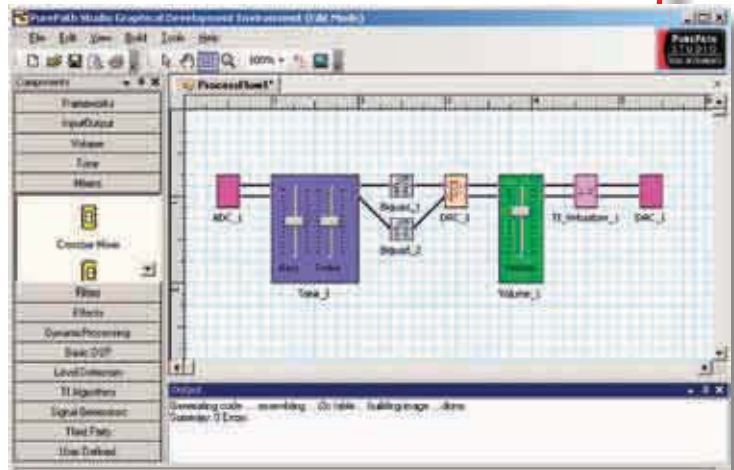 PurePath Studio Graphical Development Environment (Edit Mode)
File Edit View Build Tools Help
100%
PurePath
STUDIO
Components
ProcessFlow1*
Frameworks
Input/Output
Volume
Tone
Mixers
Crossbar Mixer
Filters
Effects
Dynamic Processing
Basic DSP
Level Detectors
TI Algorithms
Signal Generators
Third Party
User Defined
ADC_1
Bass Treble
Tone_1
Biquad_1
Biquad_2
DRC_1
Volume_1
TI_Virtualizer_1
DAC_1
Output
Generating code ... assembling ... i2c table ... building image ... done.
Summary: 0 Errors